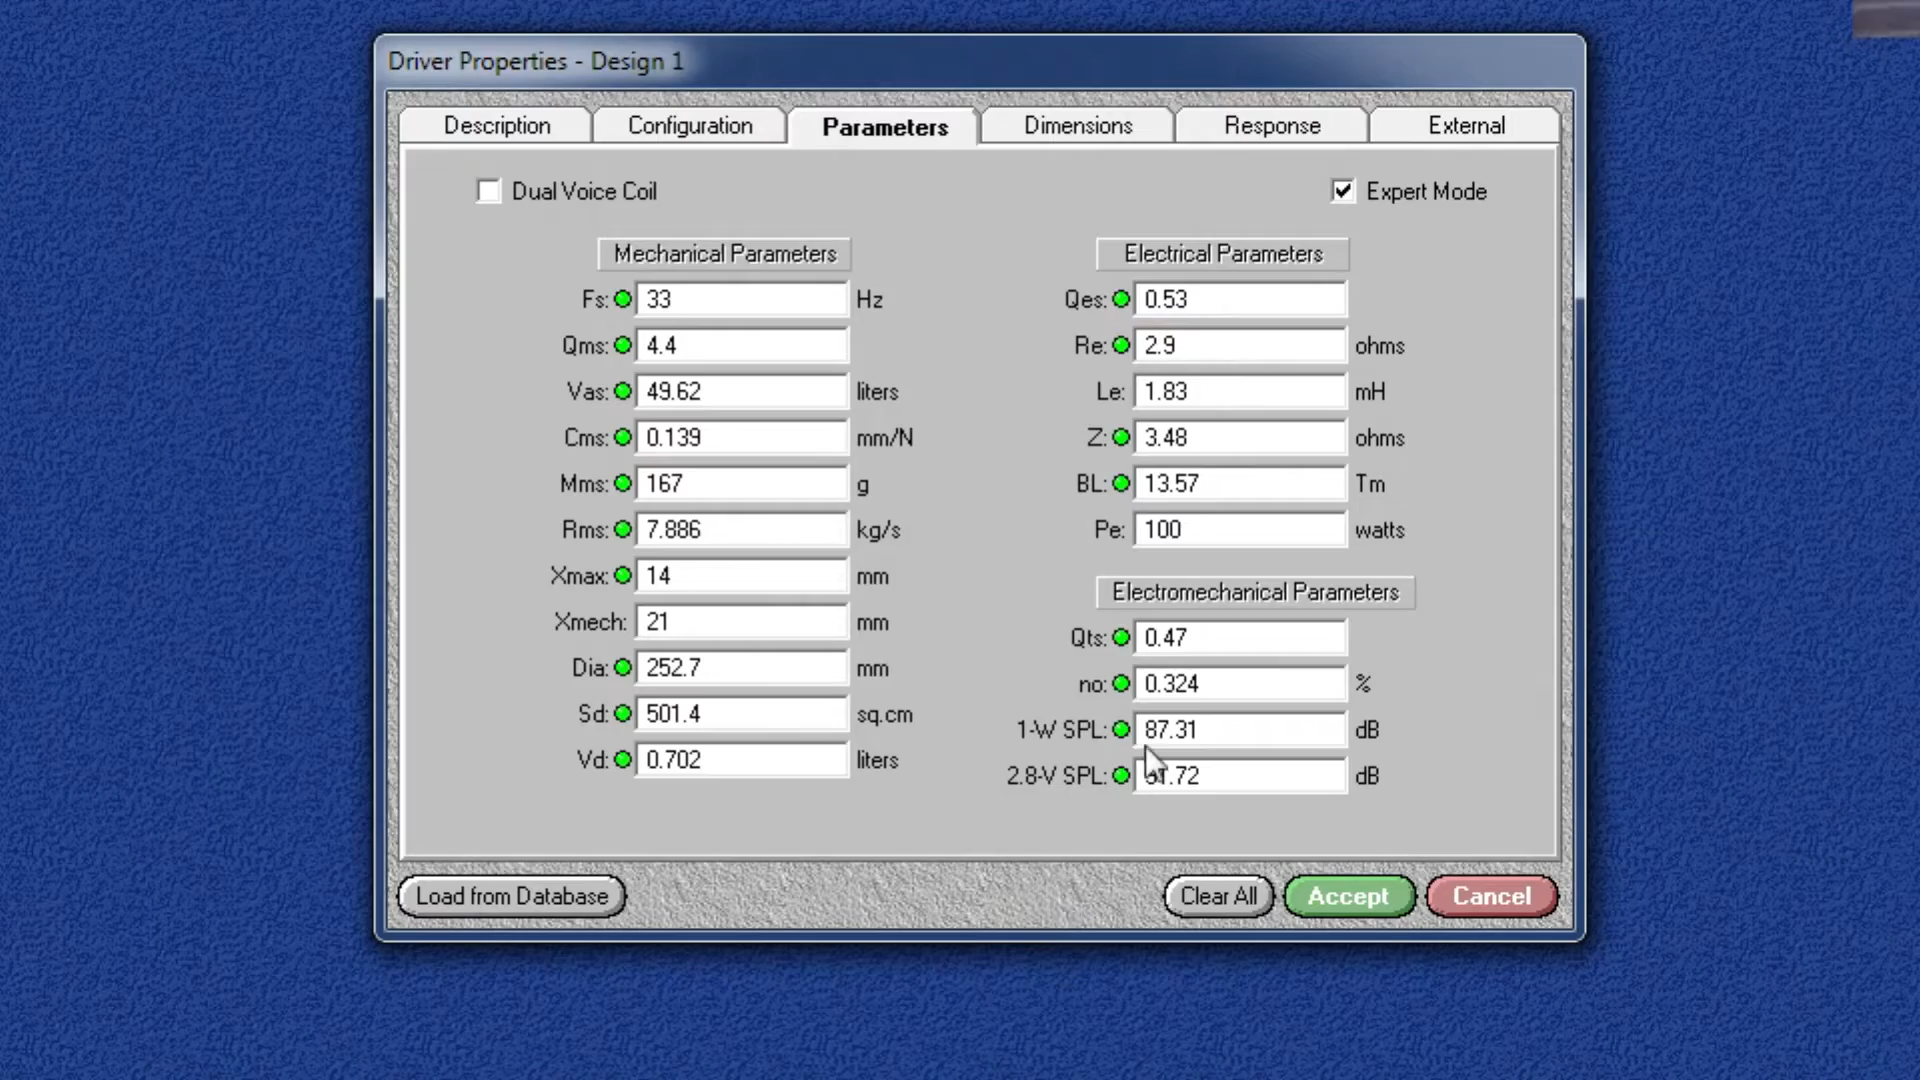 Driver Properties - Design 1
Description
Configuration
Parameters
Dimensions
Response
External
Dual Voice Coil
Expert Mode
Mechanical Parameters
Fs: 33 Hz
Qms: 4.4
Vas: 49.62 liters
Cms: 0.139 mm/N
Mms: 167 g
Rms: 7.886 kg/s
Xmax: 14 mm
Xmech: 21 mm
Dia: 252.7 mm
Sd: 501.4 sq.cm
Vd: 0.702 liters
Electrical Parameters
Qes: 0.53
Re: 2.9 ohms
Le: 1.83 mH
Z: 3.48 ohms
BL: 13.57 Tm
Pe: 100 watts
Electromechanical Parameters
Qts: 0.47
no: 0.324 %
1-W SPL: 87.31 dB
2.8-V SPL: dB
Load from Database
Clear All
Accept
Cancel